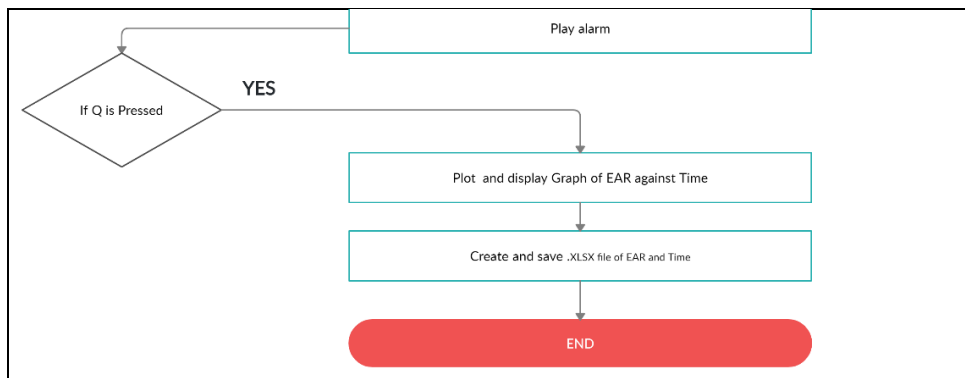 Play alarm
YES
If Q is Pressed
Plot and display Graph of EAR against Time
Create and save .XLSX file of EAR and Time
END